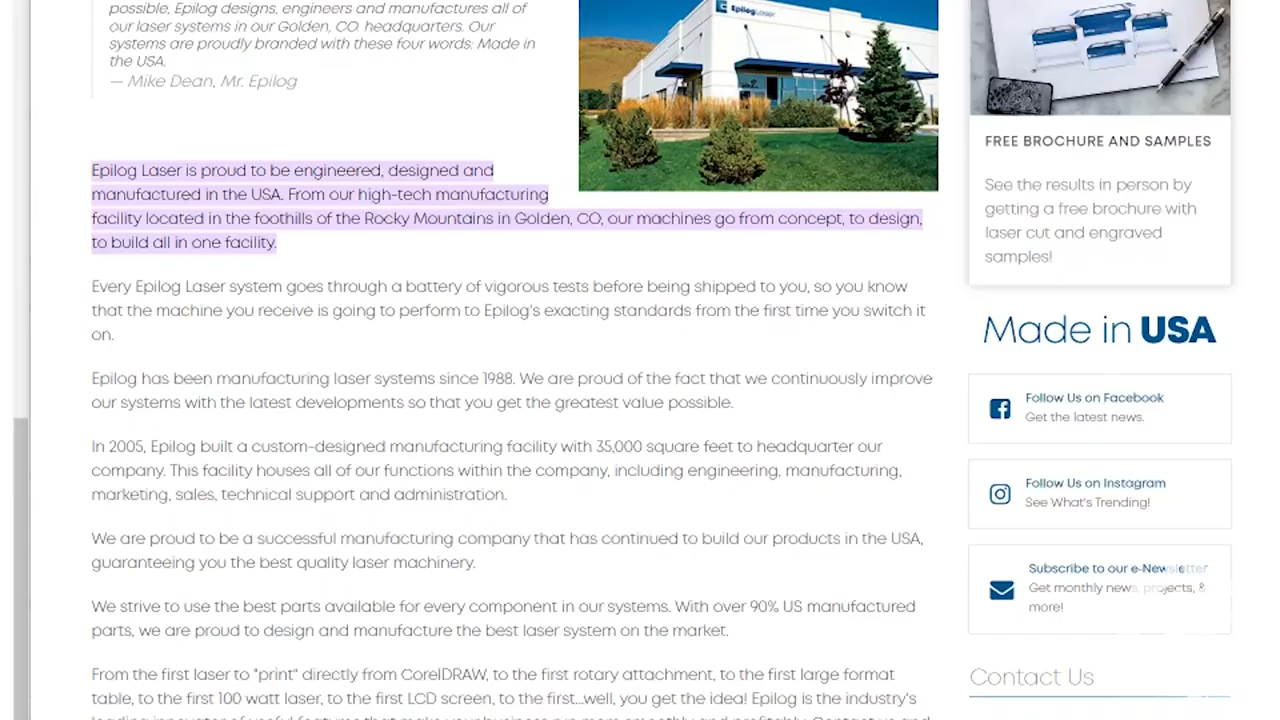 possible, Epilog designs, engineers and manufactures all of
our laser systems in our Golden, CO. headquarters. Our
systems are proudly branded with these four words: Made in
the USA.
— Mike Dean, Mr. Epilog
EpilogLaser
Epilog Laser is proud to be engineered, designed and
manufactured in the USA. From our high-tech manufacturing
facility located in the foothills of the Rocky Mountains in Golden, CO, our machines go from concept, to design,
to build all in one facility.
Every Epilog Laser system goes through a battery of vigorous tests before being shipped to you, so you know
that the machine you receive is going to perform to Epilog's exacting standards from the first time you switch it
on.
Epilog has been manufacturing laser systems since 1988. We are proud of the fact that we continuously improve
our systems with the latest developments so that you get the greatest value possible.
In 2005, Epilog built a custom-designed manufacturing facility with 35,000 square feet to headquarter our
company. This facility houses all of our functions within the company, including engineering, manufacturing,
marketing, sales, technical support and administration.
We are proud to be a successful manufacturing company that has continued to build our products in the USA,
guaranteeing you the best quality laser machinery.
We strive to use the best parts available for every component in our systems. With over 90% US manufactured
parts, we are proud to design and manufacture the best laser system on the market.
From the first laser to "print" directly from CorelDRAW, to the first rotary attachment, to the first large format
table, to the first 100 watt laser, to the first LCD screen, to the first...well, you get the idea! Epilog is the industry's
FREE BROCHURE AND SAMPLES
See the results in person by
getting a free brochure with
laser cut and engraved
samples!
Made in USA
Follow Us on Facebook
Get the latest news.
Follow Us on Instagram
See What's Trending!
Subscribe to our e-Newsletter
Get monthly news, projects, &
more!
Contact Us